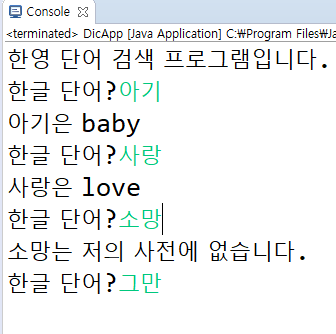 Console
<terminated> DicApp [Java Application] C:\Program Files\Ja
한영 단어 검색 프로그램입니다.
한글 단어?아기
아기은 baby
한글 단어?사랑
사랑은 love
한글 단어?소망
소망는 저의 사전에 없습니다.
한글 단어?그만